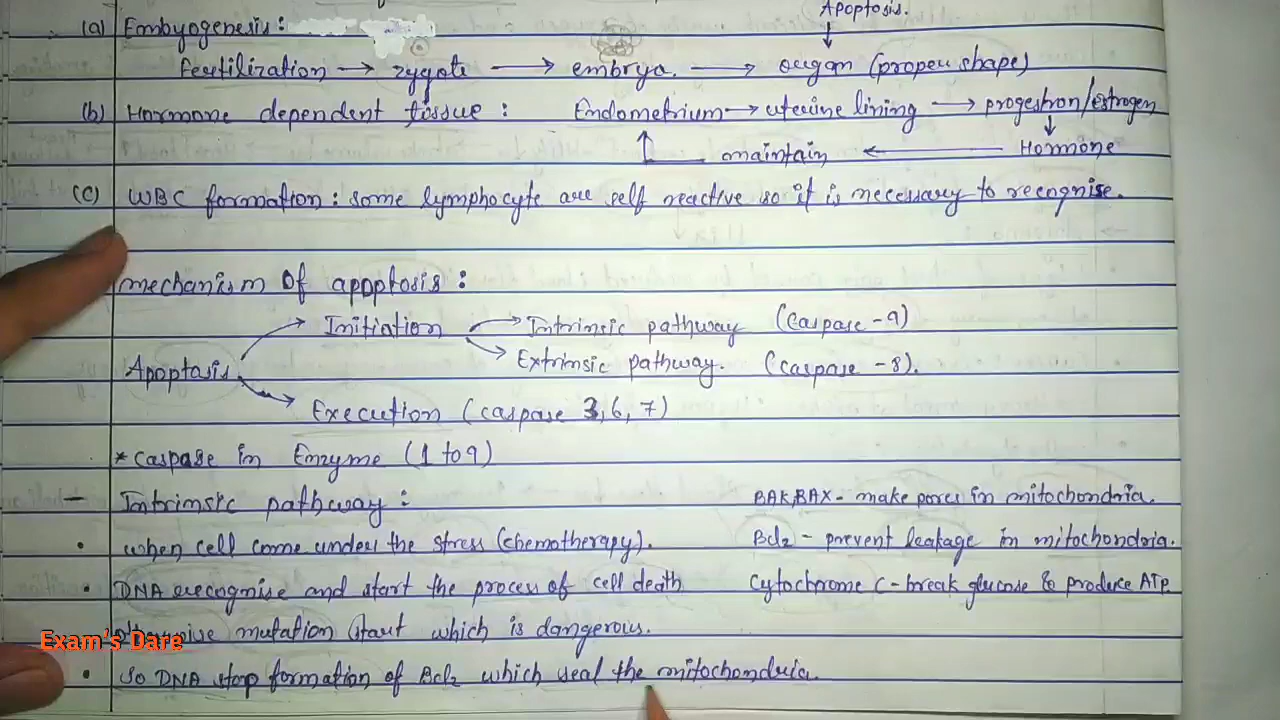 Apoptosis.
(a) Embyogenesis:
Fertilization → zygote → embryo. → organ (proper shape)
(b) Hormone dependent tissue: Endometrium → uterine lining → progestron/estrogen
maintain ← Hormone
(c) WBC formation: some lymphocyte are self reactive so it is necessary to recognise.
mechanism of apoptosis:
Initiation → Intrinsic pathway (caspase -9)
Apoptosis → Extrinsic pathway. (caspase -8).
Execution (caspase 3, 6, 7)
* caspase in Enzyme (1 to 9)
- Intrinsic pathway: BAK, BAX - make pores in mitochondria.
• when cell come under the stress (chemotherapy). Bcl2 - prevent leakage in mitochondria.
• DNA recognise and start the process of cell death Cytochrome C - break glucose & produce ATP.
mutation start which is dangerous.
Exam's Dare
• so DNA stop formation of Bcl2 which seal the mitochondria.